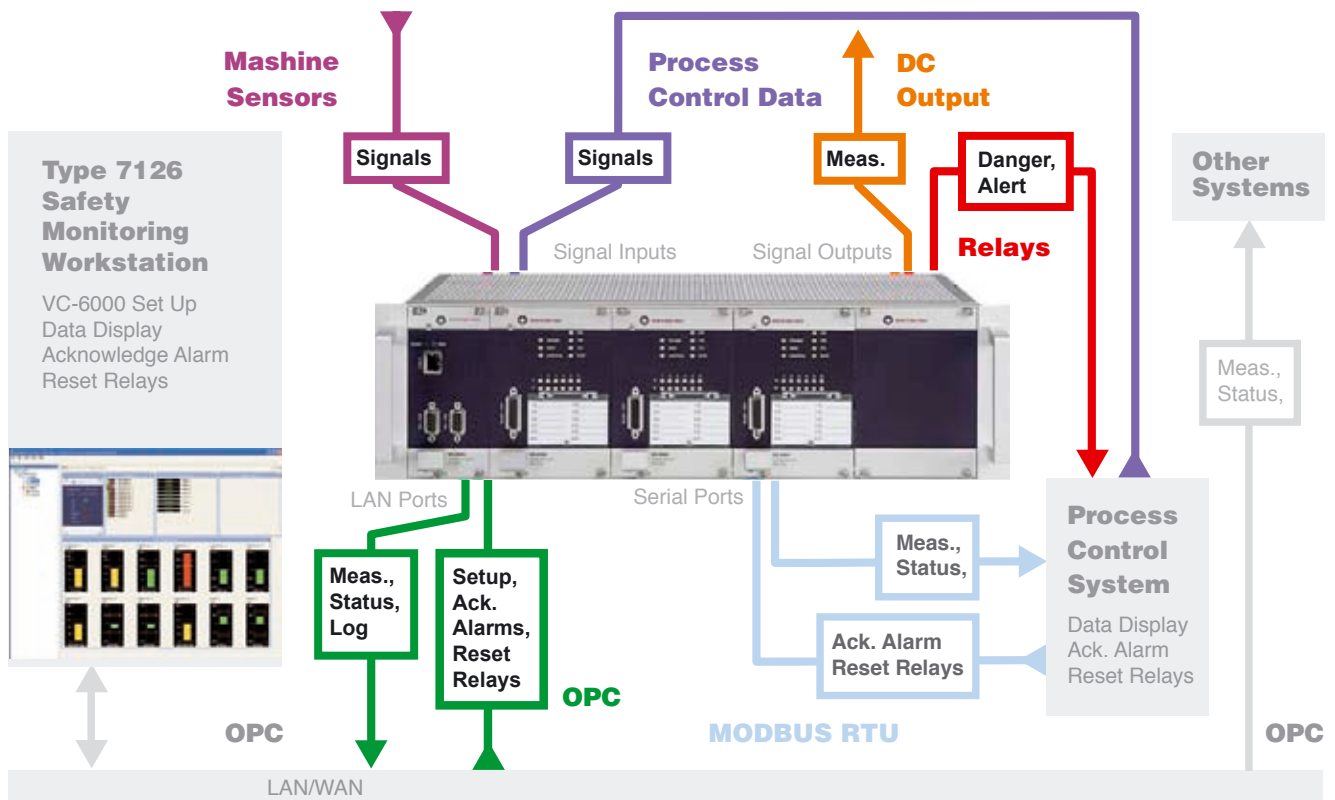 Mashine
Sensors
Process
Control Data
DC
Output
Signals
Signals
Meas.
Danger,
Alert
Relays
Other
Systems
Type 7126
Safety
Monitoring
Workstation
VC-6000 Set Up
Data Display
Acknowledge Alarm
Reset Relays
Signal Inputs
Signal Outputs
Meas.,
Status,
LAN Ports
Serial Ports
Meas.,
Status,
Log
Setup,
Ack.
Alarms,
Reset
Relays
OPC
Meas.,
Status,
Ack. Alarm
Reset Relays
MODBUS RTU
Process
Control
System
Data Display
Ack. Alarm
Reset Relays
OPC
OPC
LAN/WAN